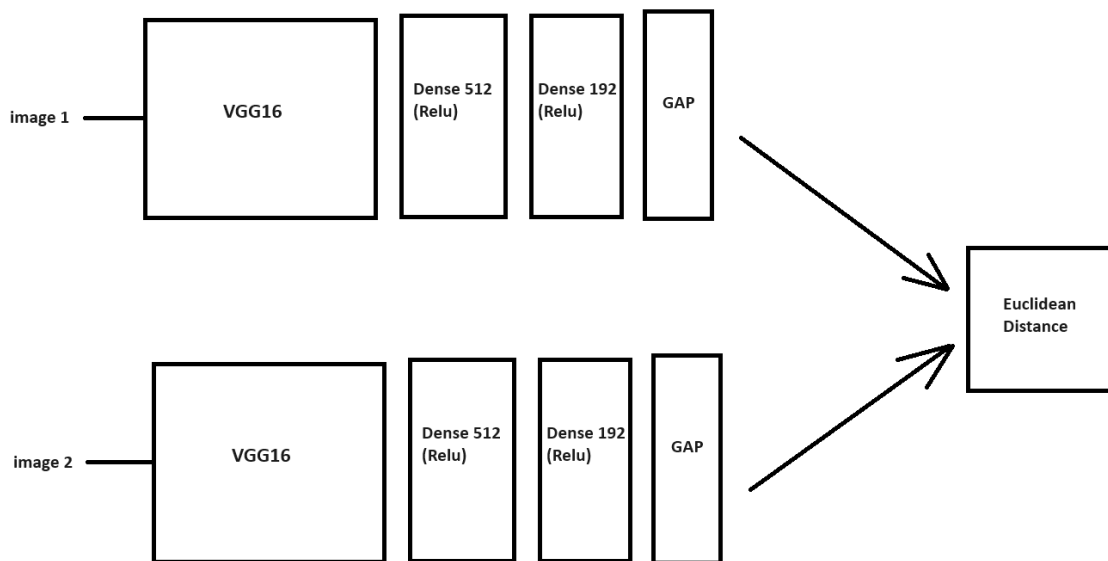 image 1
VGG16
Dense 512
(Relu)
Dense 192
(Relu)
GAP
Euclidean
Distance
image 2
VGG16
Dense 512
(Relu)
Dense 192
(Relu)
GAP